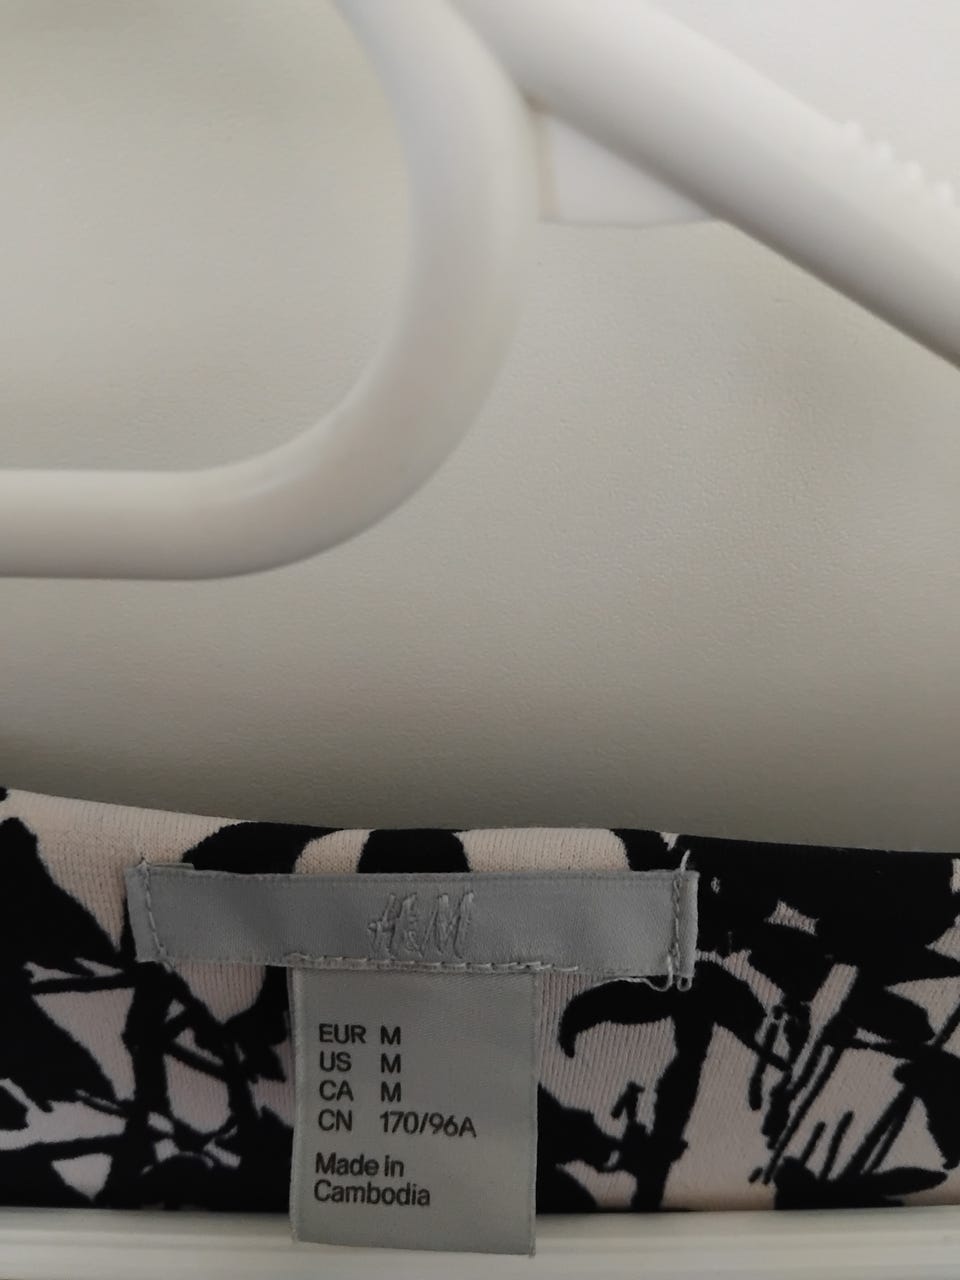 H&M
EUR M
US M
CA M
CN 170/96A
Made in
Cambodia